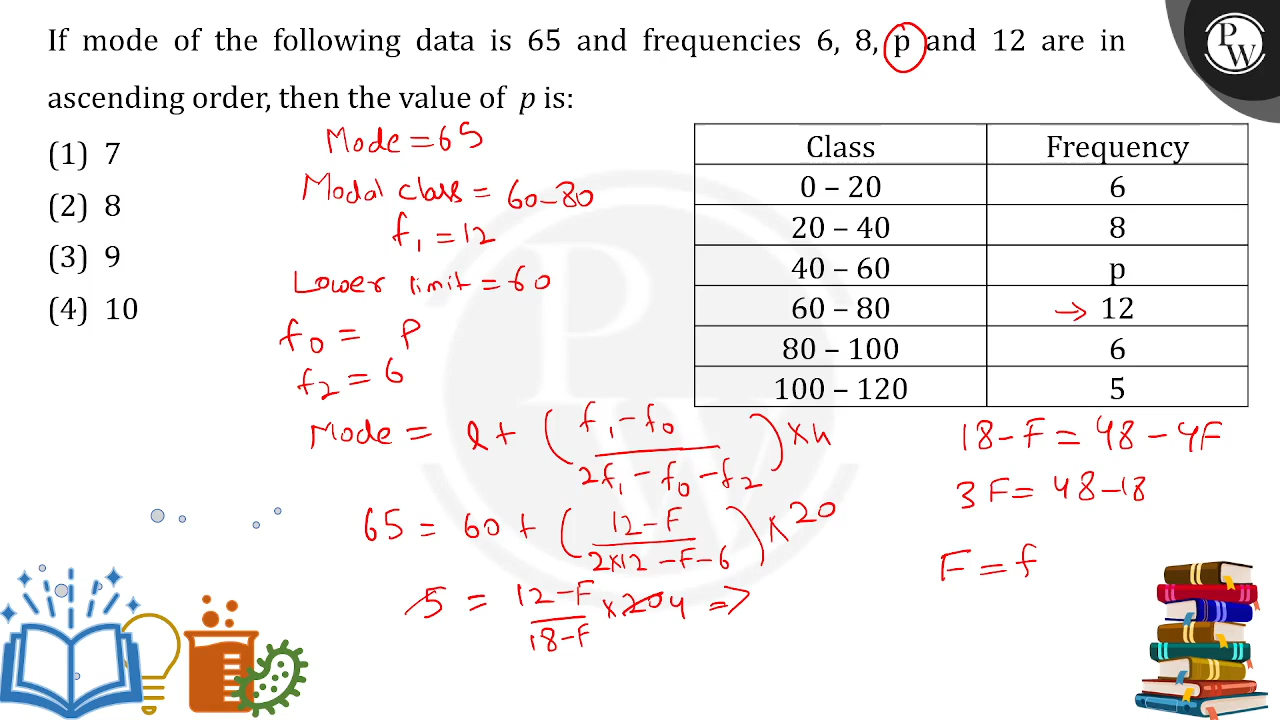 If mode of the following data is 65 and frequencies 6, 8, p and 12 are in
ascending order, then the value of p is:
(1) 7
(2) 8
(3) 9
(4) 10
Mode = 65
Modal class = 60-80
f₁ = 12
Lower limit = 60
f₀ = P
f₂ = 6
Class Frequency
0 – 20 6
20 – 40 8
40 – 60 p
60 – 80 → 12
80 – 100 6
100 – 120 5
Mode = l + ( f₁ - f₀ / 2f₁ - f₀ - f₂ ) × h
65 = 60 + ( 12 - F / 2×12 - F - 6 ) × 20
5 = 12 - F / 18 - F × 20 4 =>
18 - F = 48 - 4F
3F = 48 - 18
F = f
PW
PW